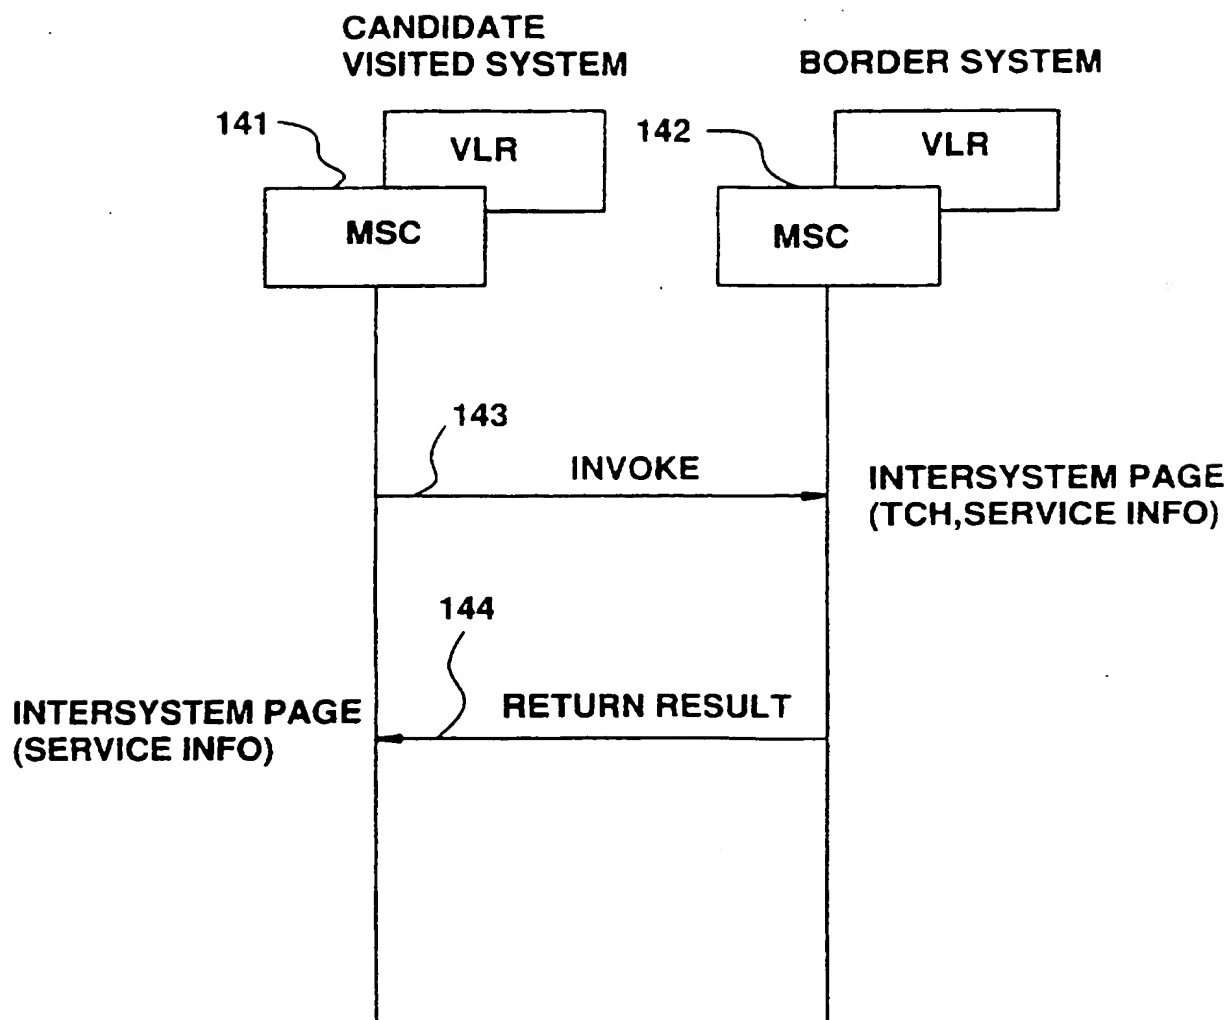 CANDIDATE
VISITED SYSTEM
BORDER SYSTEM
141
VLR
MSC
142
VLR
MSC
143
INVOKE
INTERSYSTEM PAGE
(TCH,SERVICE INFO)
144
RETURN RESULT
INTERSYSTEM PAGE
(SERVICE INFO)